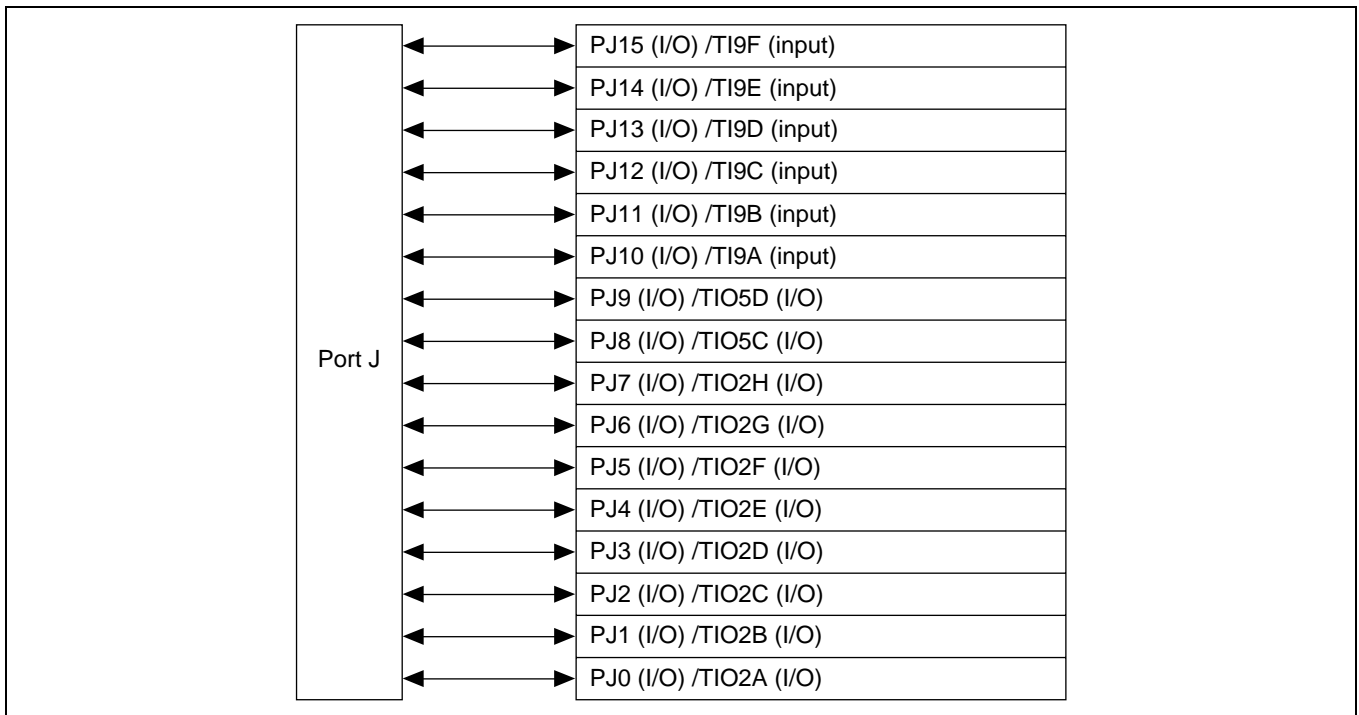 PJ15 (I/O) /TI9F (input)
PJ14 (I/O) /TI9E (input)
PJ13 (I/O) /TI9D (input)
PJ12 (I/O) /TI9C (input)
PJ11 (I/O) /TI9B (input)
PJ10 (I/O) /TI9A (input)
PJ9 (I/O) /TIO5D (I/O)
PJ8 (I/O) /TIO5C (I/O)
Port J
PJ7 (I/O) /TIO2H (I/O)
PJ6 (I/O) /TIO2G (I/O)
PJ5 (I/O) /TIO2F (I/O)
PJ4 (I/O) /TIO2E (I/O)
PJ3 (I/O) /TIO2D (I/O)
PJ2 (I/O) /TIO2C (I/O)
PJ1 (I/O) /TIO2B (I/O)
PJ0 (I/O) /TIO2A (I/O)